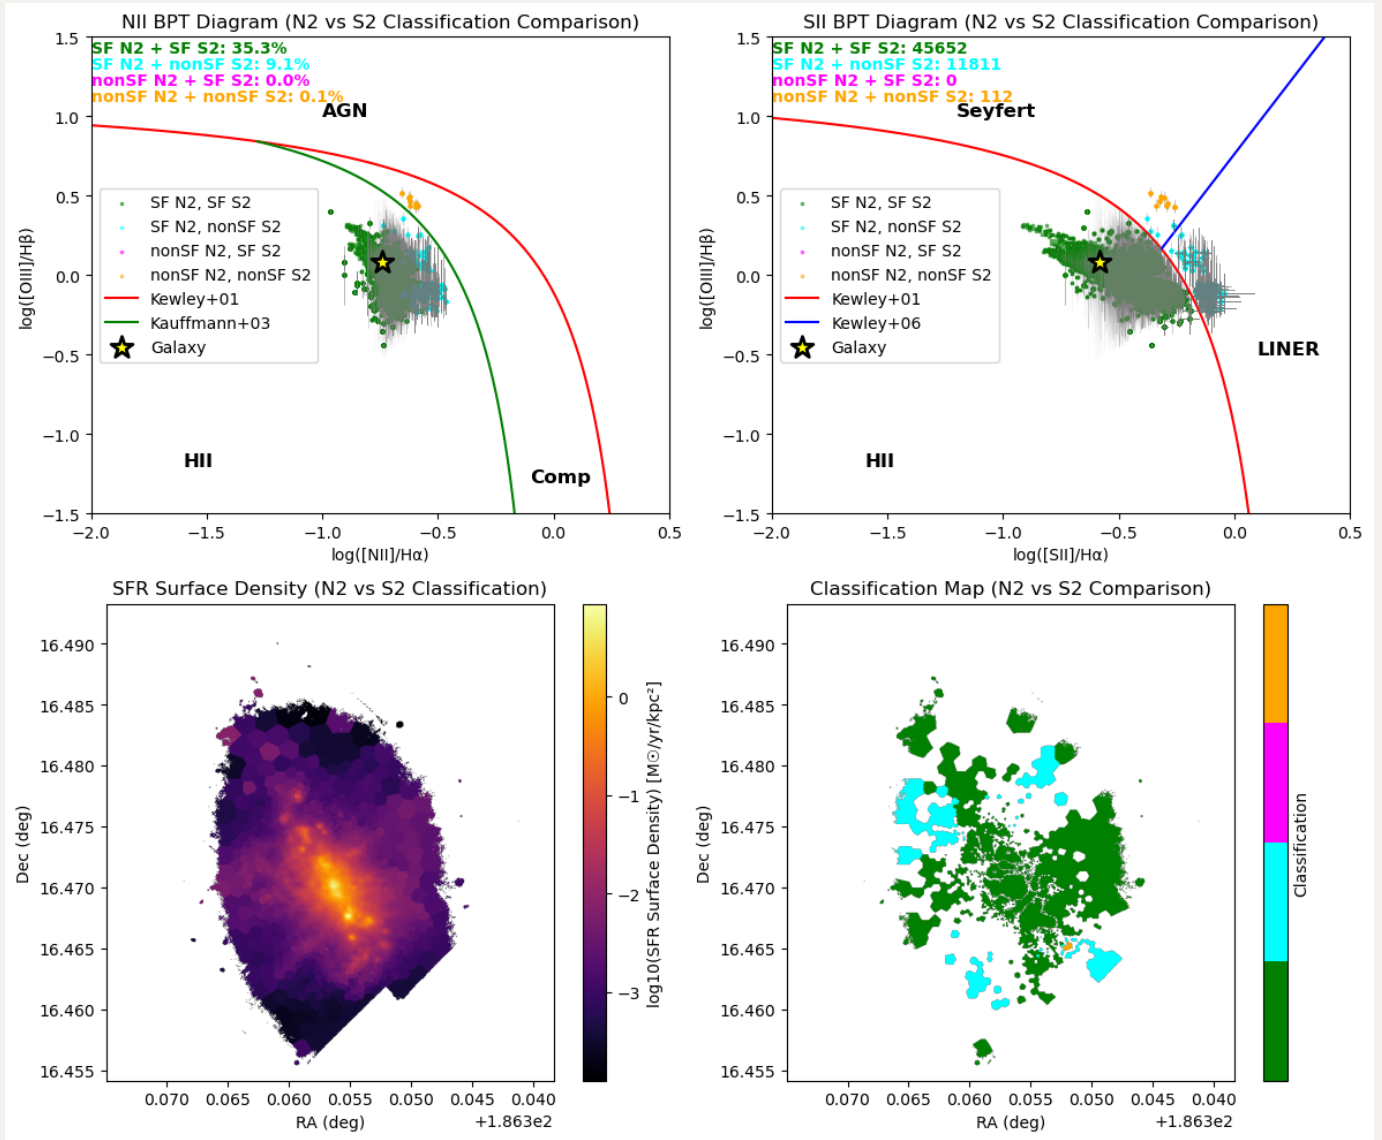 NII BPT Diagram (N2 vs S2 Classification Comparison)
SF N2 + SF S2: 35.3%
SF N2 + nonSF S2: 9.1%
nonSF N2 + SF S2: 0.0%
nonSF N2 + nonSF S2: 0.1%
AGN
SF N2, SF S2
SF N2, nonSF S2
nonSF N2, SF S2
nonSF N2, nonSF S2
Kewley+01
Kauffmann+03
Galaxy
HII
Comp
1.5
1.0
0.5
0.0
−0.5
−1.0
−1.5
log([OIII]/Hβ)
−2.0 −1.5 −1.0 −0.5 0.0 0.5
log([NII]/Hα)
SII BPT Diagram (N2 vs S2 Classification Comparison)
SF N2 + SF S2: 45652
SF N2 + nonSF S2: 11811
nonSF N2 + SF S2: 0
nonSF N2 + nonSF S2: 112
Seyfert
SF N2, SF S2
SF N2, nonSF S2
nonSF N2, SF S2
nonSF N2, nonSF S2
Kewley+01
Kewley+06
Galaxy
LINER
HII
1.5
1.0
0.5
0.0
−0.5
−1.0
−1.5
log([OIII]/Hβ)
−2.0 −1.5 −1.0 −0.5 0.0 0.5
log([SII]/Hα)
SFR Surface Density (N2 vs S2 Classification)
16.490
16.485
16.480
16.475
16.470
16.465
16.460
16.455
Dec (deg)
0.070 0.065 0.060 0.055 0.050 0.045 0.040
RA (deg)
+1.863e2
0
−1
−2
−3
log10(SFR Surface Density) [M☉/yr/kpc²]
Classification Map (N2 vs S2 Comparison)
16.490
16.485
16.480
16.475
16.470
16.465
16.460
16.455
Dec (deg)
0.070 0.065 0.060 0.055 0.050 0.045 0.040
RA (deg)
+1.863e2
Classification